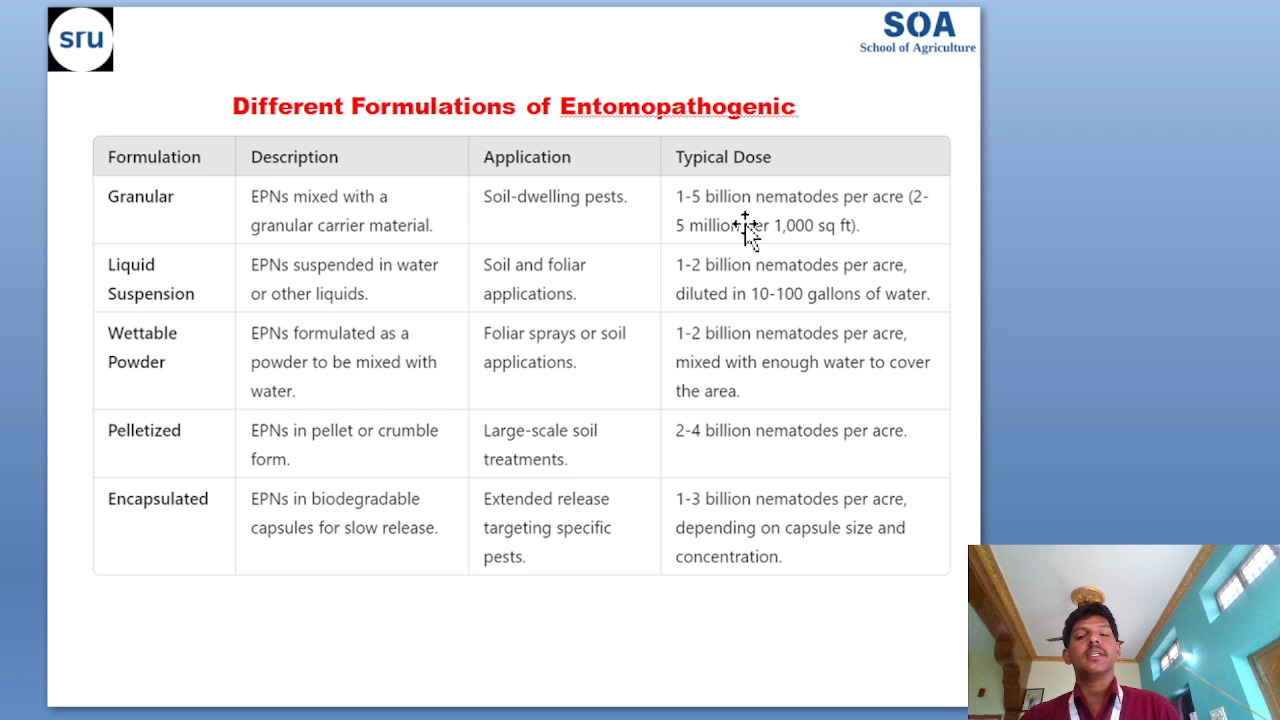 sru
SOA
School of Agriculture
Different Formulations of Entomopathogenic
Formulation Description Application Typical Dose
Granular EPNs mixed with a Soil-dwelling pests. 1-5 billion nematodes per acre (2-
granular carrier material. 5 million per 1,000 sq ft).
Liquid EPNs suspended in water Soil and foliar 1-2 billion nematodes per acre,
Suspension or other liquids. applications. diluted in 10-100 gallons of water.
Wettable EPNs formulated as a Foliar sprays or soil 1-2 billion nematodes per acre,
Powder powder to be mixed with applications. mixed with enough water to cover
water. the area.
Pelletized EPNs in pellet or crumble Large-scale soil 2-4 billion nematodes per acre.
form. treatments.
Encapsulated EPNs in biodegradable Extended release 1-3 billion nematodes per acre,
capsules for slow release. targeting specific depending on capsule size and
pests. concentration.